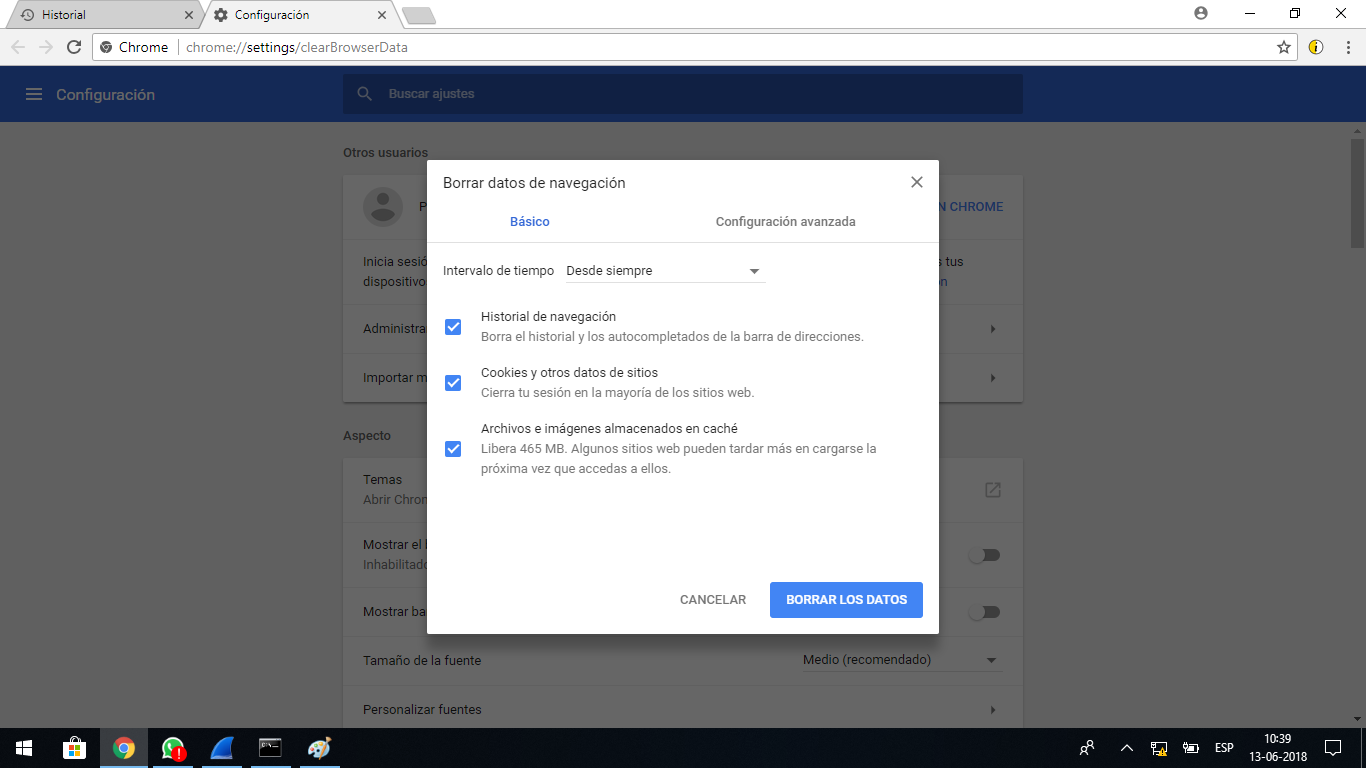 Historial
Configuración
Chrome
chrome://settings/clearBrowserData
Configuración
Buscar ajustes
Otros usuarios
P
N CHROME
Inicia sesió
s tus
dispositivo
n
Administra
Importar m
Aspecto
Temas
Abrir Chron
Mostrar el
Inhabilitado
Mostrar ba
Tamaño de la fuente
Medio (recomendado)
Personalizar fuentes
Borrar datos de navegación
Básico
Configuración avanzada
Intervalo de tiempo
Desde siempre
Historial de navegación
Borra el historial y los autocompletados de la barra de direcciones.
Cookies y otros datos de sitios
Cierra tu sesión en la mayoría de los sitios web.
Archivos e imágenes almacenados en caché
Libera 465 MB. Algunos sitios web pueden tardar más en cargarse la
próxima vez que accedas a ellos.
CANCELAR
BORRAR LOS DATOS
ESP
10:39
13-06-2018